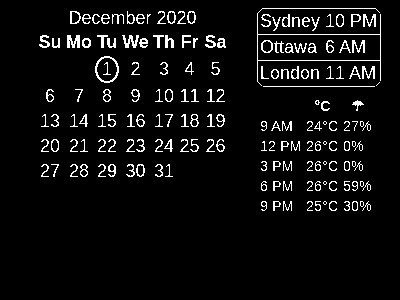 December 2020
Su Mo Tu We Th Fr Sa
1 2 3 4 5
6 7 8 9 10 11 12
13 14 15 16 17 18 19
20 21 22 23 24 25 26
27 28 29 30 31
Sydney 10 PM
Ottawa 6 AM
London 11 AM
°C ☂
9 AM 24°C 27%
12 PM 26°C 0%
3 PM 26°C 0%
6 PM 26°C 59%
9 PM 25°C 30%